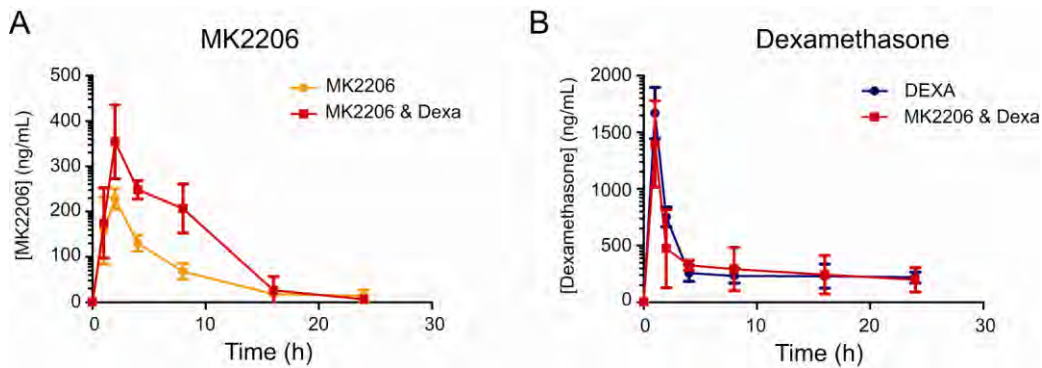 A
MK2206
[MK2206] (ng/mL)
500
400
300
200
100
0
MK2206
MK2206 & Dexa
0
10
20
30
Time (h)
B
Dexamethasone
[Dexamethasone] (ng/mL)
2000
1500
1000
500
0
DEXA
MK2206 & Dexa
0
10
20
30
Time (h)